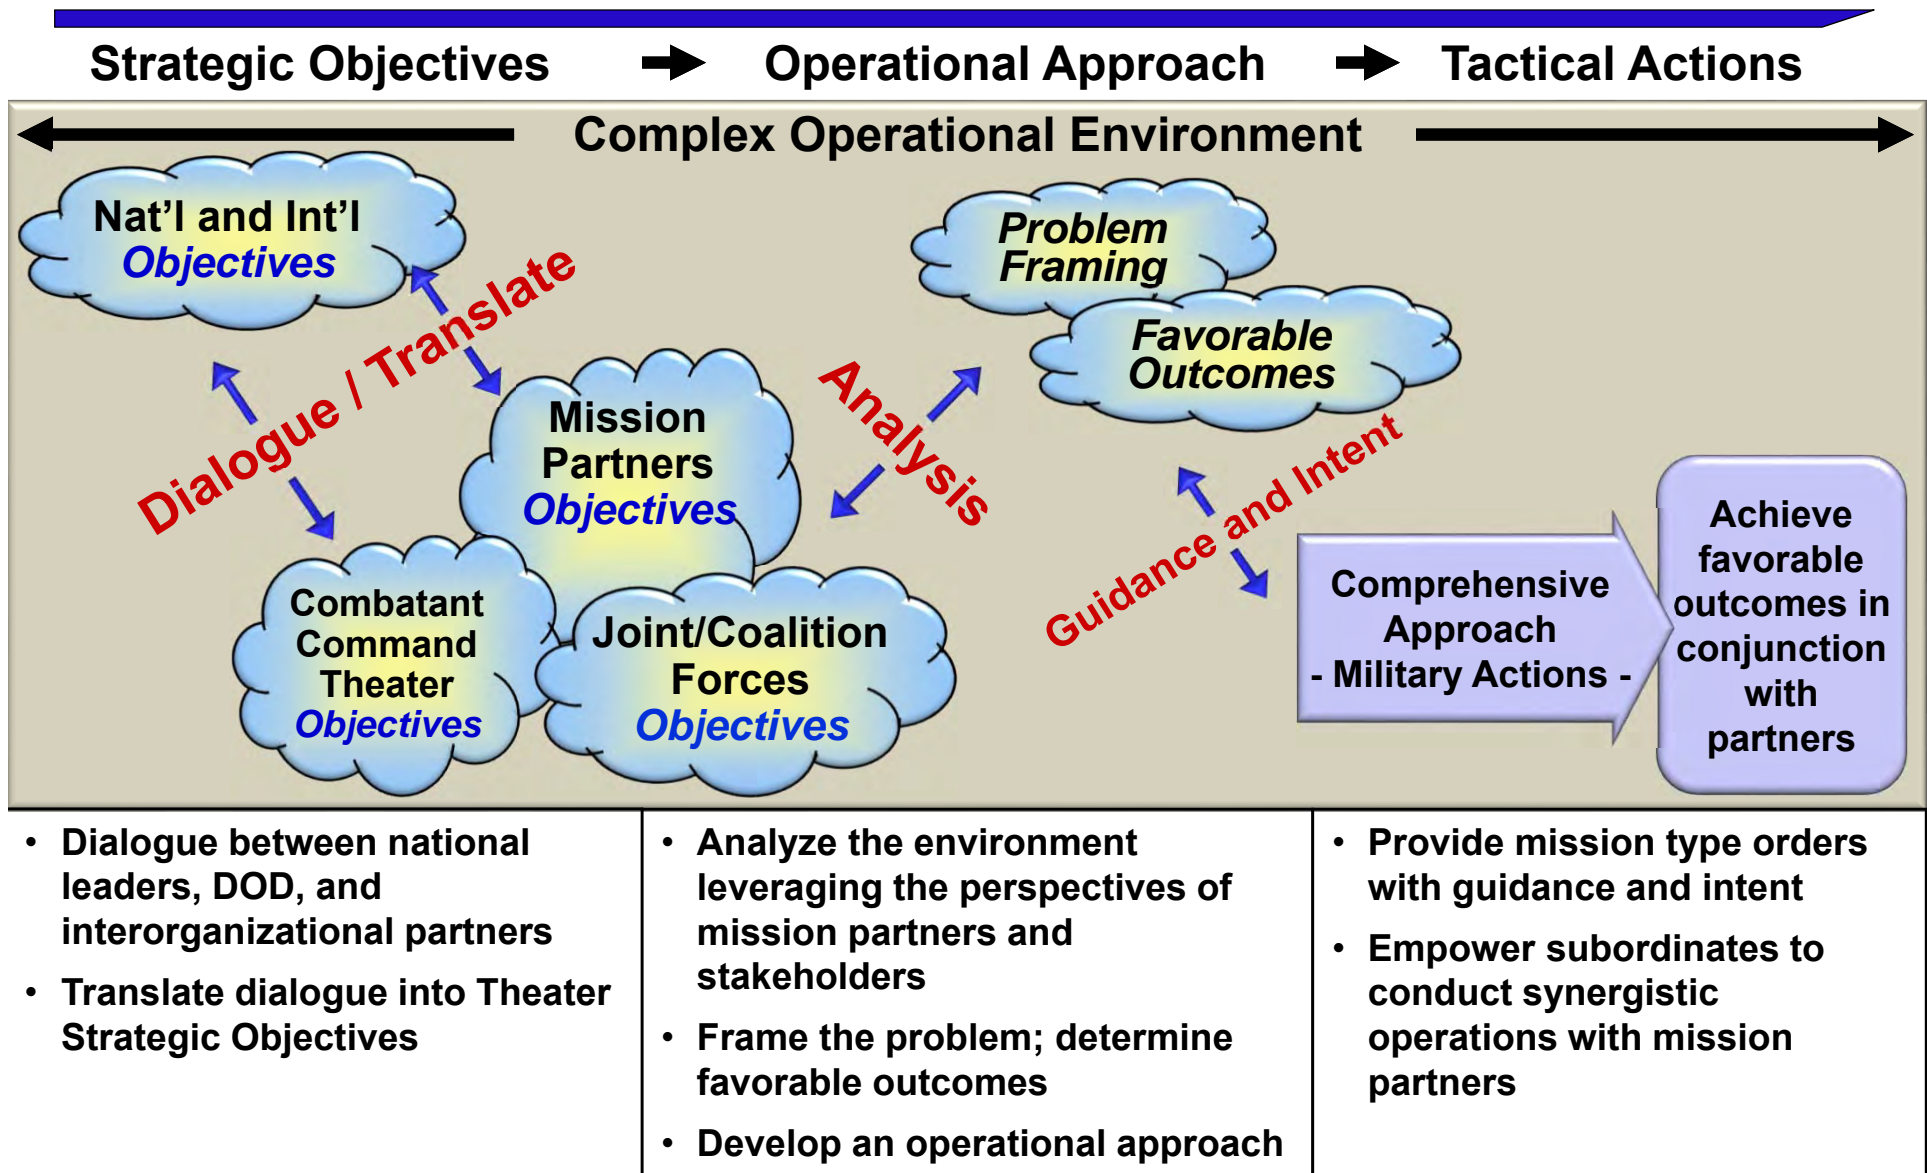 Strategic Objectives
Operational Approach
Tactical Actions
Complex Operational Environment
Nat’l and Int’l
Objectives
Dialogue / Translate
Mission
Partners
Objectives
Combatant
Command
Theater
Objectives
Joint/Coalition
Forces
Objectives
Analysis
Problem
Framing
Favorable
Outcomes
Guidance and Intent
Comprehensive
Approach
- Military Actions -
Achieve
favorable
outcomes in
conjunction
with
partners
• Dialogue between national
leaders, DOD, and
interorganizational partners
• Translate dialogue into Theater
Strategic Objectives
• Analyze the environment
leveraging the perspectives of
mission partners and
stakeholders
• Frame the problem; determine
favorable outcomes
• Develop an operational approach
• Provide mission type orders
with guidance and intent
• Empower subordinates to
conduct synergistic
operations with mission
partners